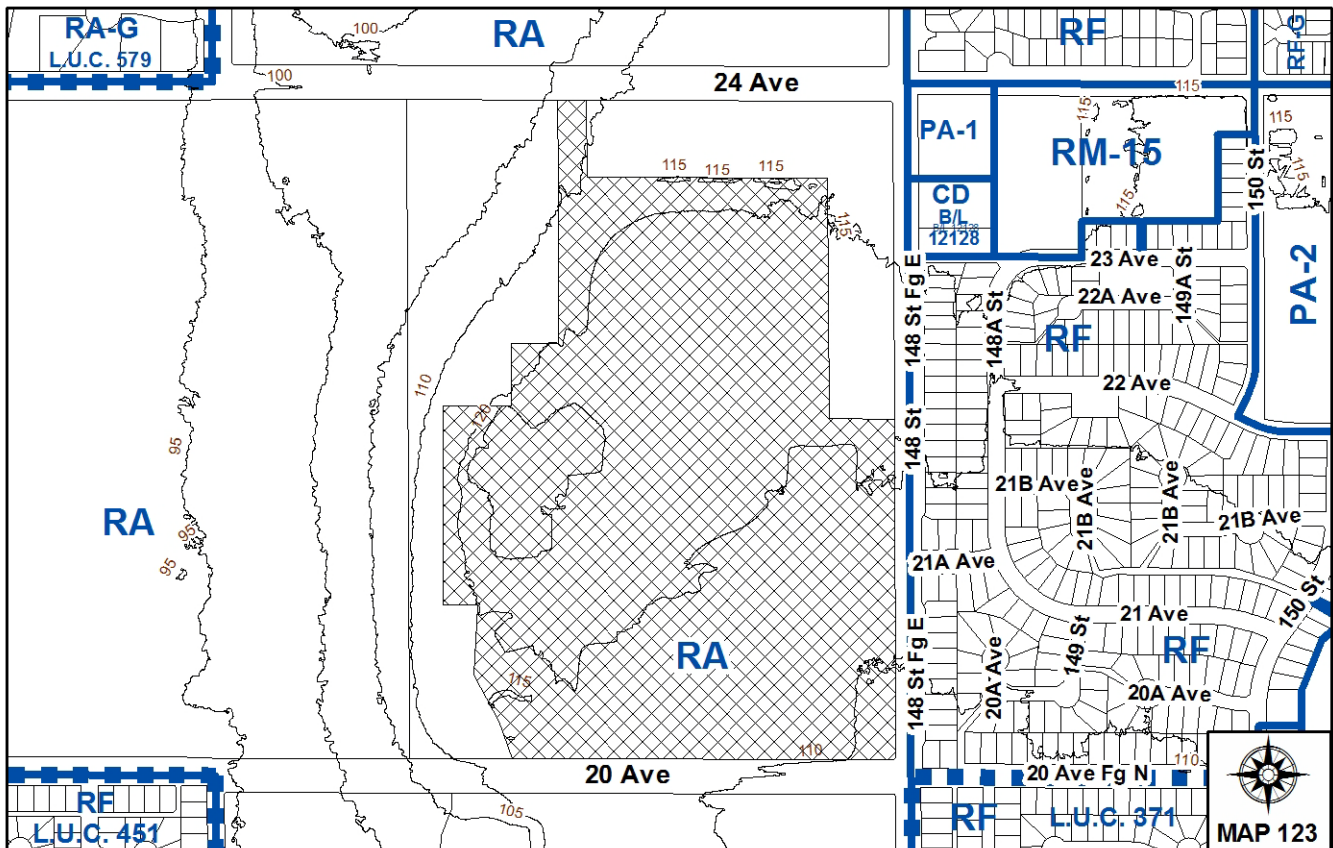 RA-G
L.U.C. 579
100
RA
RF
RF-G
100
24 Ave
115
PA-1
RM-15
115
115
115
115
115
115
150 St
CD
B/L
12128
115
115
23 Ave
149A St
PA-2
148 St Fg E
148A St
22A Ave
RF
110
22 Ave
120
95
148 St
RA
95
95
21B Ave
21B Ave
21B Ave
21B Ave
21A Ave
150 St
21 Ave
149 St
RF
RA
148 St Fg E
20A Ave
20A Ave
115
110
110
20 Ave
20 Ave Fg N
RF
L.U.C. 451
105
RF
L.U.C. 371
MAP 123